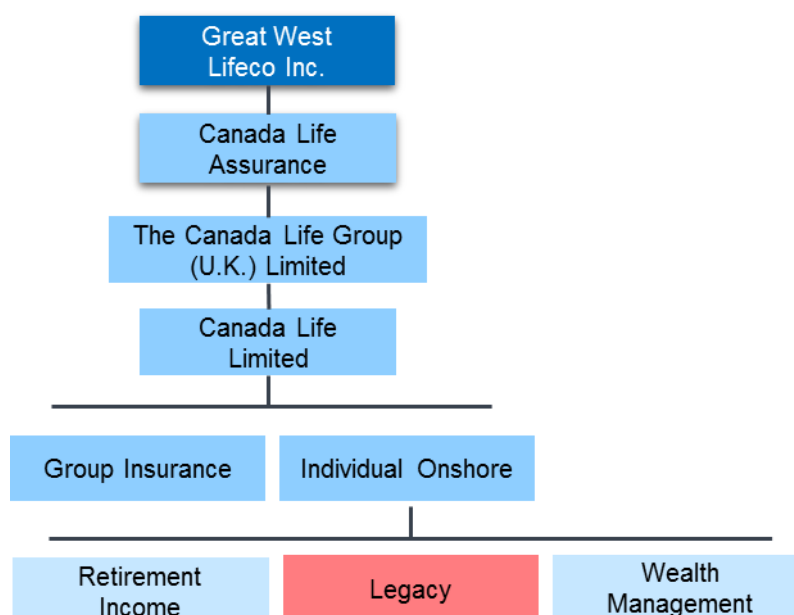 Great West
Lifeco Inc.
Canada Life
Assurance
The Canada Life Group
(U.K.) Limited
Canada Life
Limited
Group Insurance
Individual Onshore
Retirement
Income
Legacy
Wealth
Management